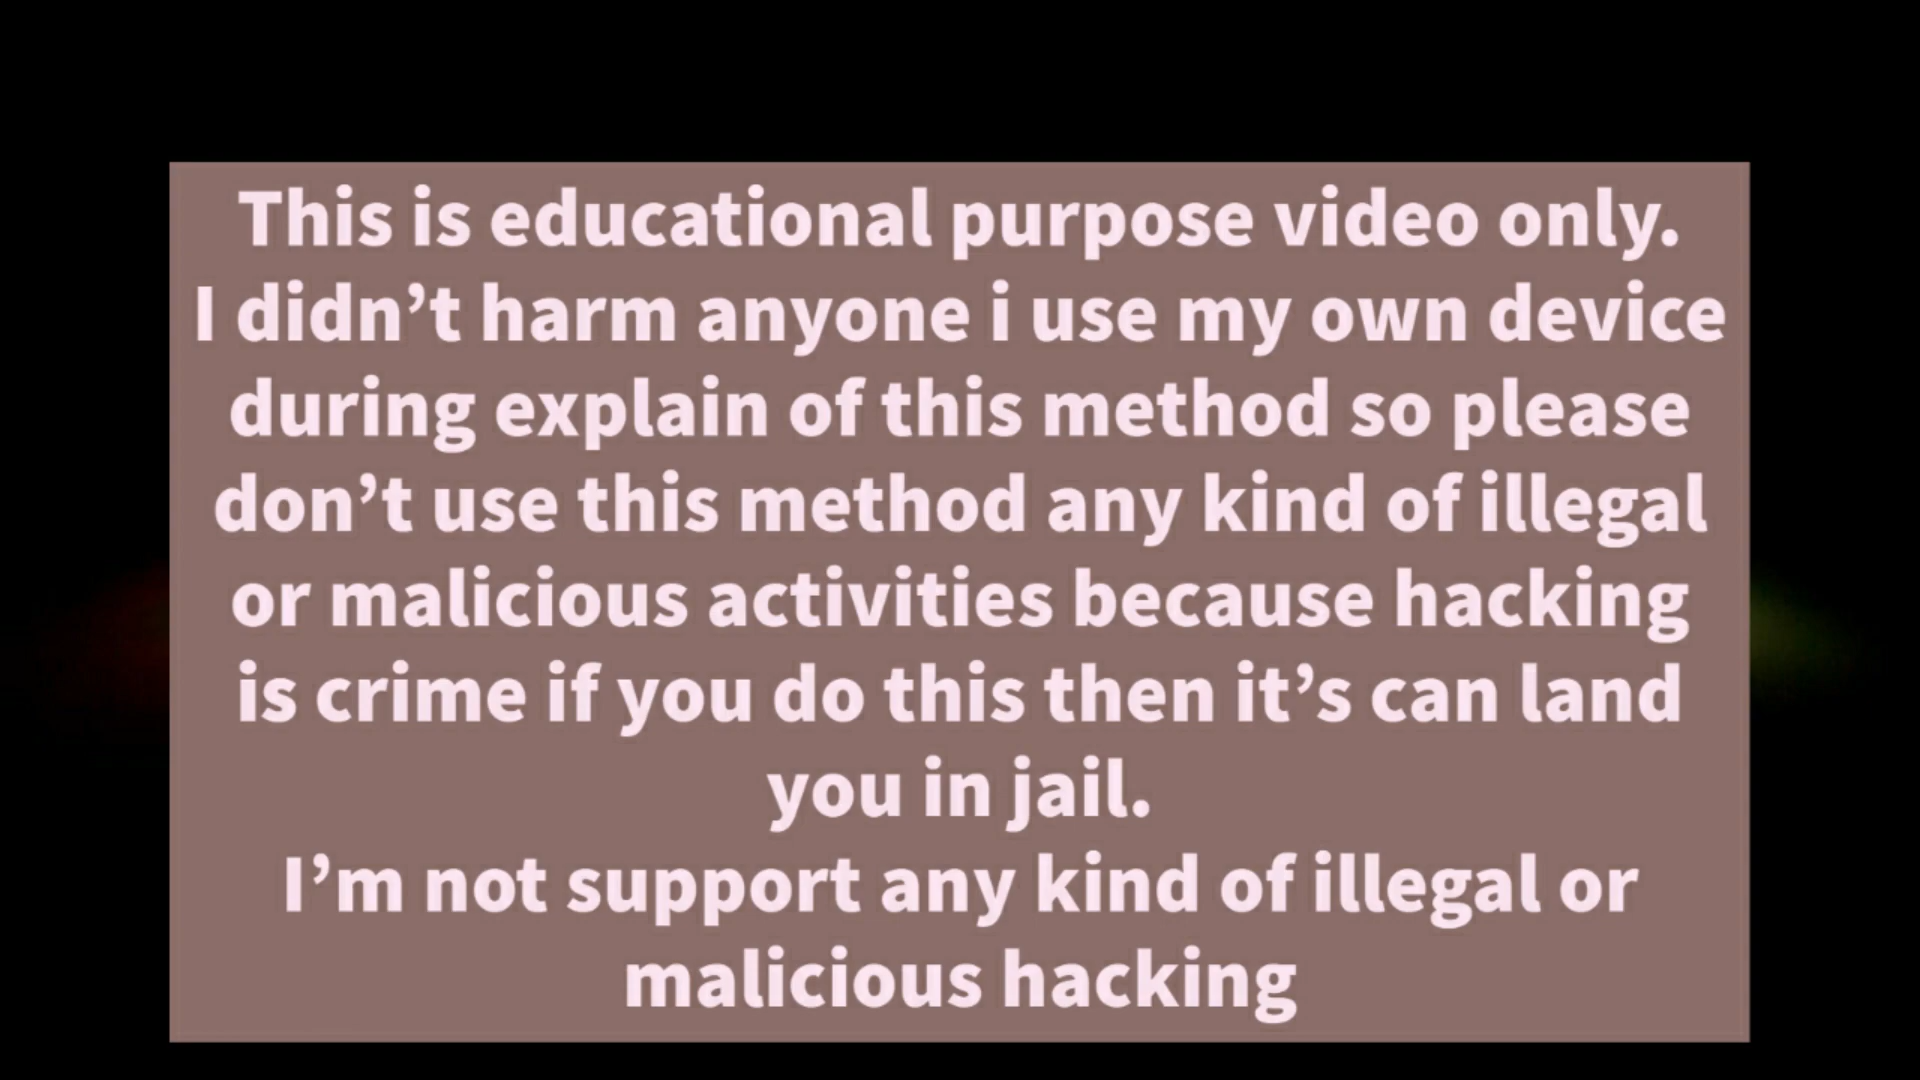 This is educational purpose video only.
I didn’t harm anyone i use my own device
during explain of this method so please
don’t use this method any kind of illegal
or malicious activities because hacking
is crime if you do this then it’s can land
you in jail.
I’m not support any kind of illegal or
malicious hacking